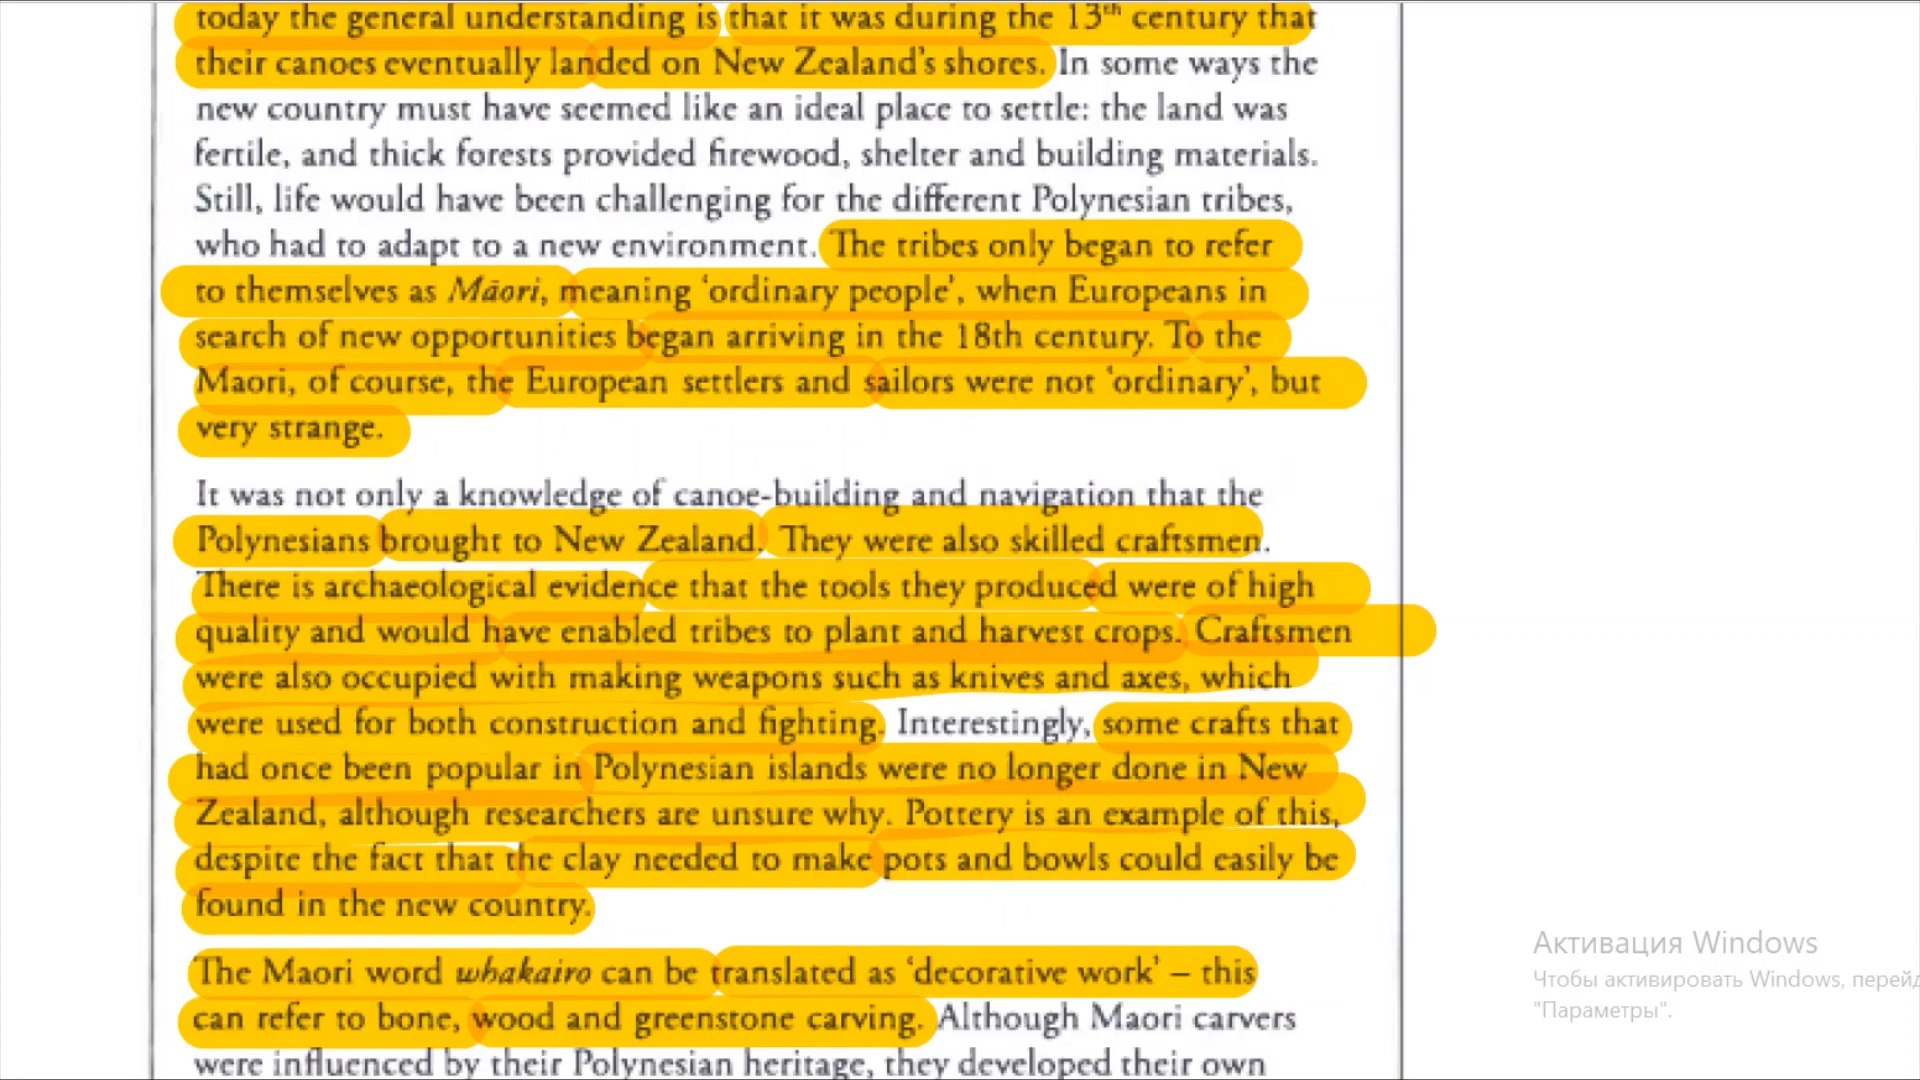 today the general understanding is that it was during the 13th century that
their canoes eventually landed on New Zealand's shores. In some ways the
new country must have seemed like an ideal place to settle: the land was
fertile, and thick forests provided firewood, shelter and building materials.
Still, life would have been challenging for the different Polynesian tribes,
who had to adapt to a new environment. The tribes only began to refer
to themselves as Māori, meaning 'ordinary people', when Europeans in
search of new opportunities began arriving in the 18th century. To the
Maori, of course, the European settlers and sailors were not 'ordinary', but
very strange.
It was not only a knowledge of canoe-building and navigation that the
Polynesians brought to New Zealand. They were also skilled craftsmen.
There is archaeological evidence that the tools they produced were of high
quality and would have enabled tribes to plant and harvest crops. Craftsmen
were also occupied with making weapons such as knives and axes, which
were used for both construction and fighting. Interestingly, some crafts that
had once been popular in Polynesian islands were no longer done in New
Zealand, although researchers are unsure why. Pottery is an example of this,
despite the fact that the clay needed to make pots and bowls could easily be
found in the new country.
The Maori word whakairo can be translated as 'decorative work' – this
can refer to bone, wood and greenstone carving. Although Maori carvers
were influenced by their Polynesian heritage, they developed their own
Активация Windows
Чтобы активировать Windows, перейд
"Параметры".